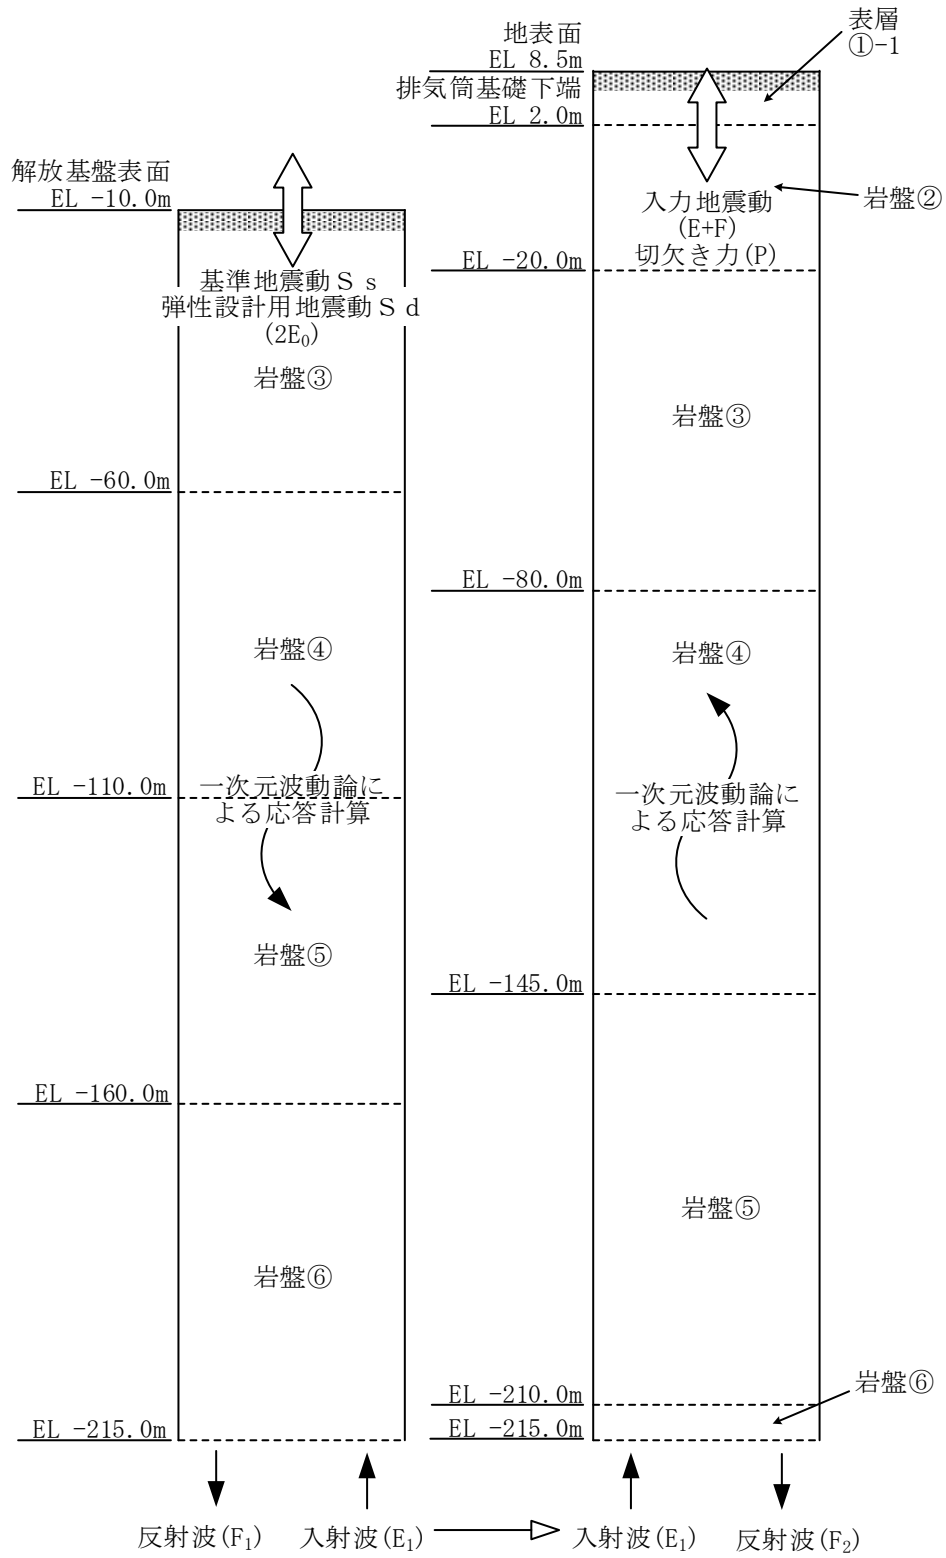 解放基盤表面
EL -10.0m
基準地震動Ｓｓ
弾性設計用地震動Ｓｄ
(2E₀)
岩盤③
EL -60.0m
岩盤④
EL -110.0m
一次元波動論に
よる応答計算
岩盤⑤
EL -160.0m
岩盤⑥
EL -215.0m
反射波(F₁)
入射波(E₁)
地表面
EL 8.5m
排気筒基礎下端
EL 2.0m
表層
①-1
岩盤②
入力地震動
(E+F)
切欠き力(P)
EL -20.0m
岩盤③
EL -80.0m
岩盤④
一次元波動論に
よる応答計算
EL -145.0m
岩盤⑤
EL -210.0m
岩盤⑥
EL -215.0m
入射波(E₁)
反射波(F₂)